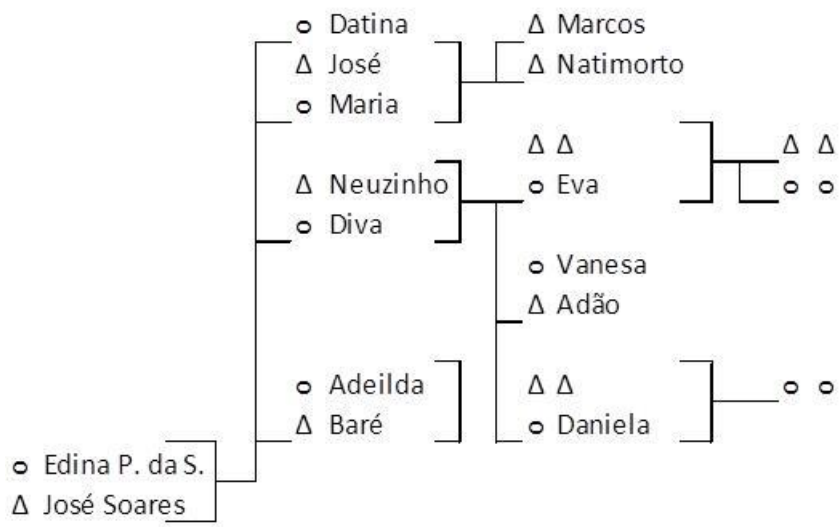 o Datina
Δ José
o Maria
Δ Marcos
Δ Natimorto
Δ Neuzinho
o Diva
Δ Δ
o Eva
Δ Δ
o o
o Vanesa
Δ Adão
o Adeilda
Δ Baré
Δ Δ
o Daniela
o o
o Edina P. da S.
Δ José Soares